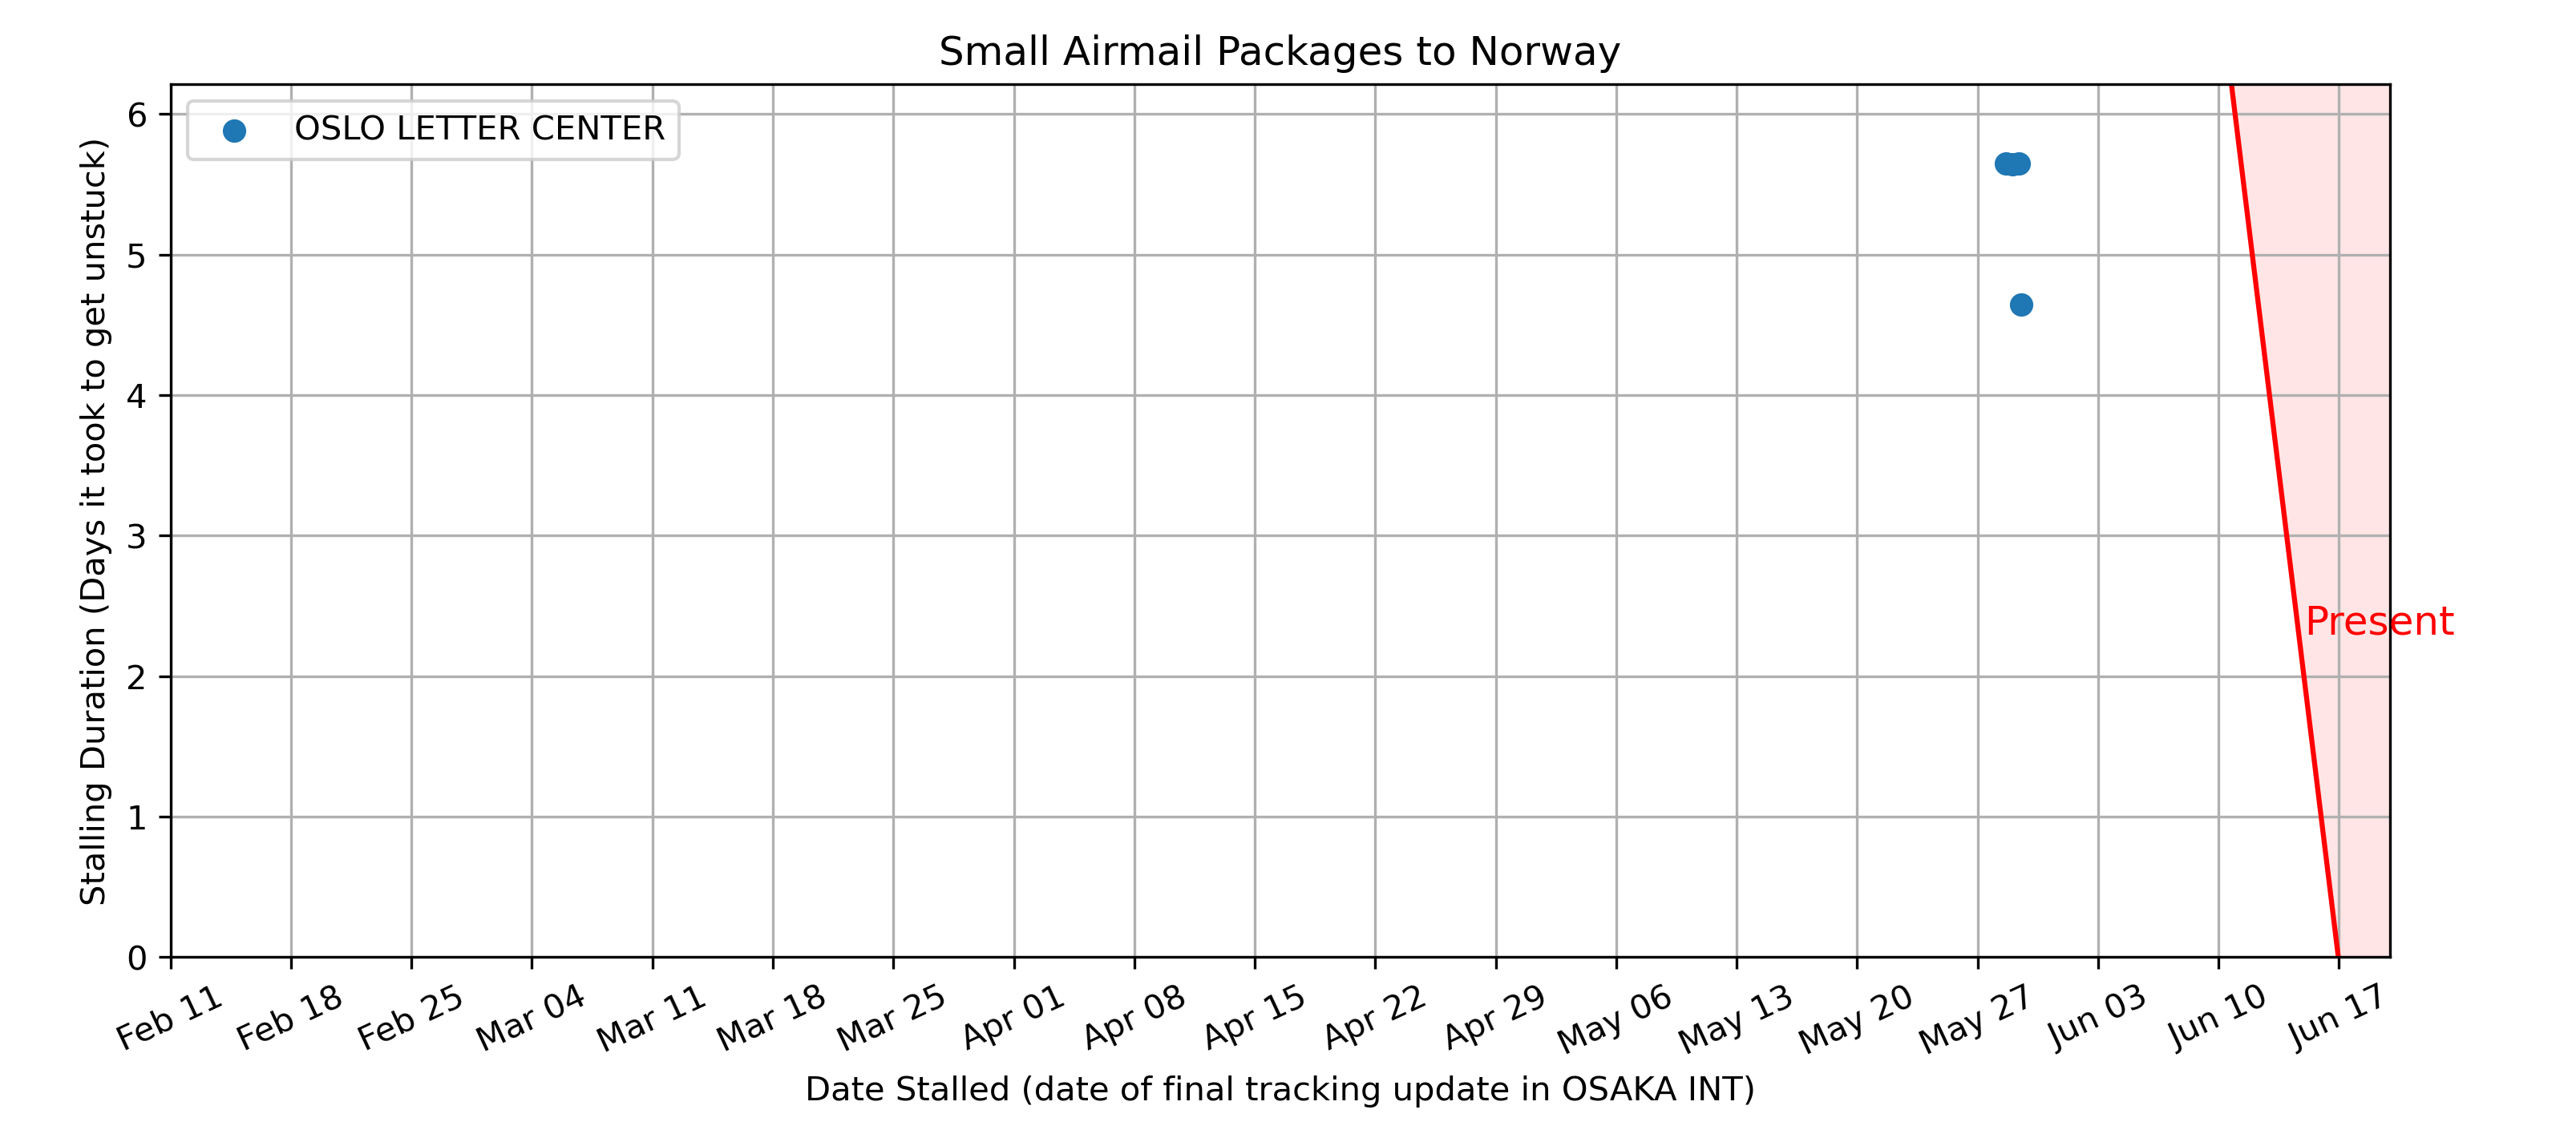 Small Airmail Packages to Norway
OSLO LETTER CENTER
Stalling Duration (Days it took to get unstuck)
6
5
4
3
2
1
0
Present
Feb 11
Feb 18
Feb 25
Mar 04
Mar 11
Mar 18
Mar 25
Apr 01
Apr 08
Apr 15
Apr 22
Apr 29
May 06
May 13
May 20
May 27
Jun 03
Jun 10
Jun 17
Date Stalled (date of final tracking update in OSAKA INT)